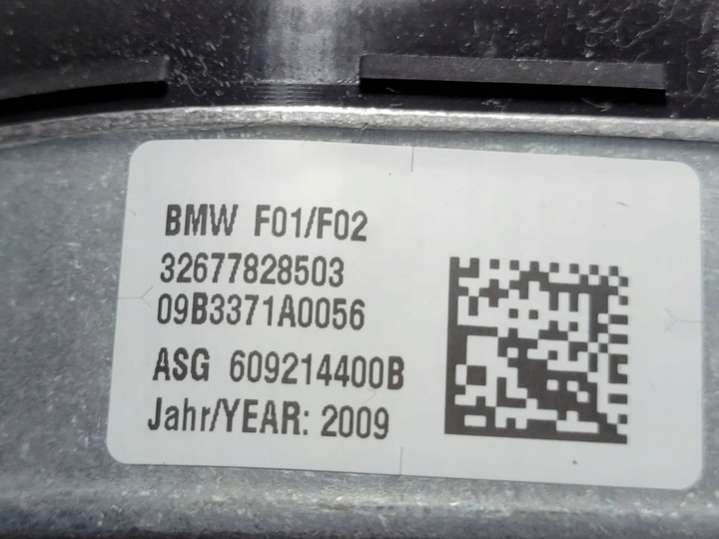 BMW F01/F02
32677828503
09B3371A0056
ASG 609214400B
Jahr/YEAR: 2009